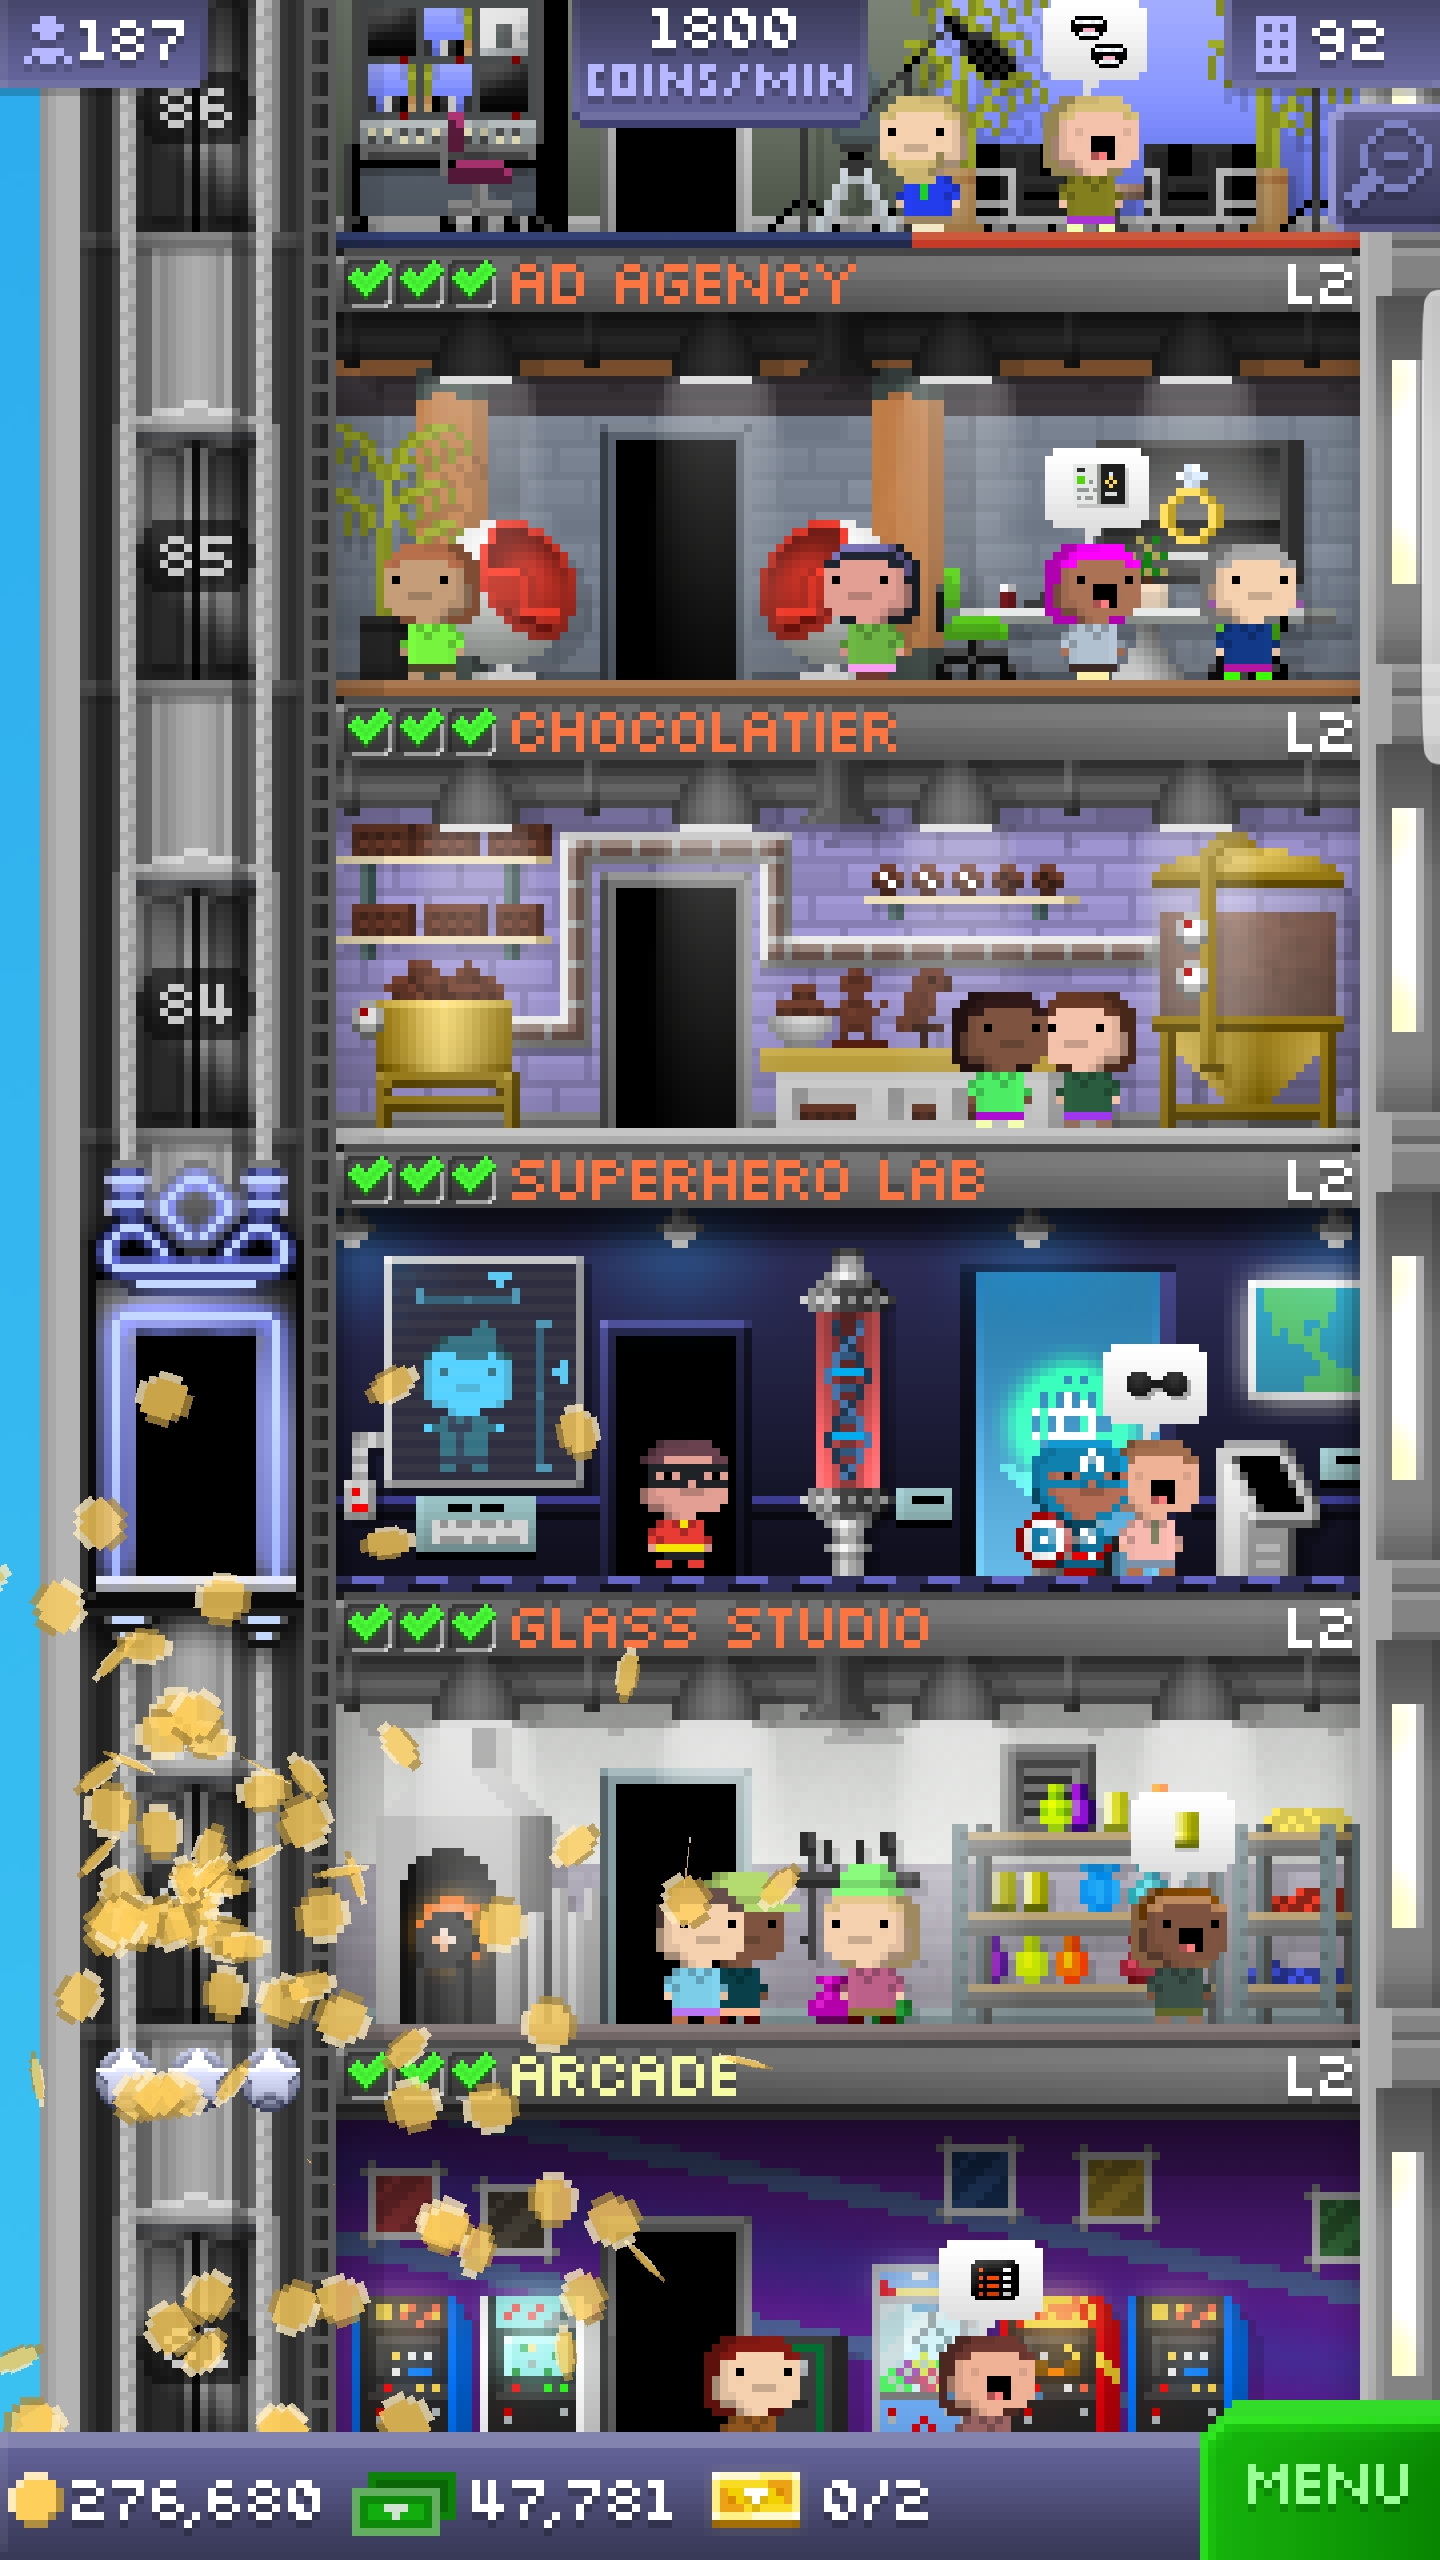 187
1800
COINS/MIN
92
86
AD AGENCY L2
85
CHOCOLATIER L2
84
SUPERHERO LAB L2
GLASS STUDIO L2
ARCADE L2
276,680 47,781 0/2
MENU